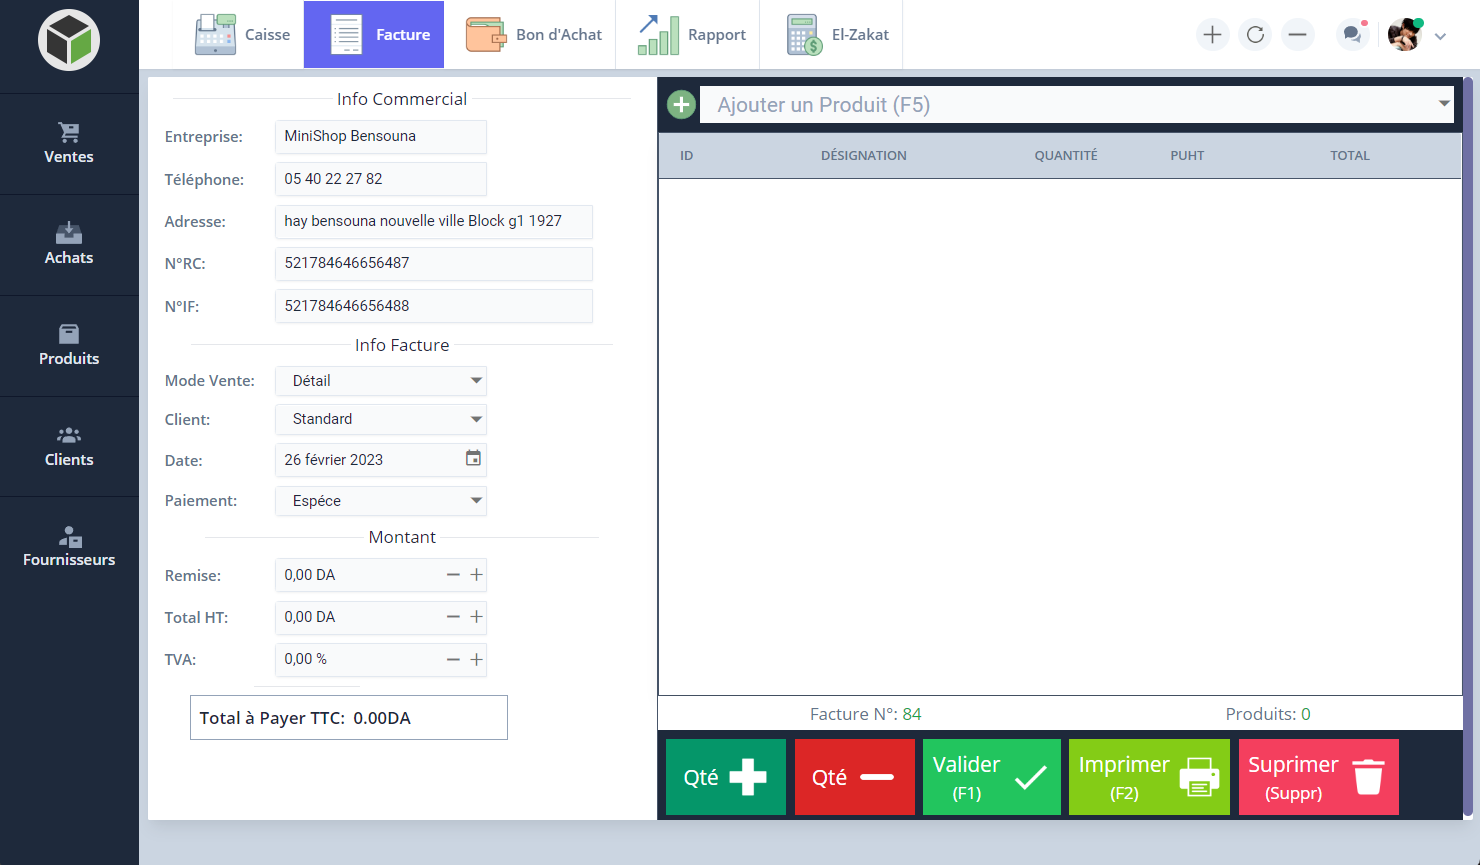 Caisse
Facture
Bon d'Achat
Rapport
El-Zakat
Ventes
Achats
Produits
Clients
Fournisseurs
Info Commercial
Entreprise: MiniShop Bensouna
Téléphone: 05 40 22 27 82
Adresse: hay bensouna nouvelle ville Block g1 1927
N°RC: 521784646656487
N°IF: 521784646656488
Info Facture
Mode Vente: Détail
Client: Standard
Date: 26 février 2023
Paiement: Espéce
Montant
Remise: 0,00 DA
Total HT: 0,00 DA
TVA: 0,00 %
Total à Payer TTC: 0.00DA
Ajouter un Produit (F5)
ID DÉSIGNATION QUANTITÉ PUHT TOTAL
Facture N°: 84 Produits: 0
Qté
Qté
Valider
(F1)
Imprimer
(F2)
Suprimer
(Suppr)